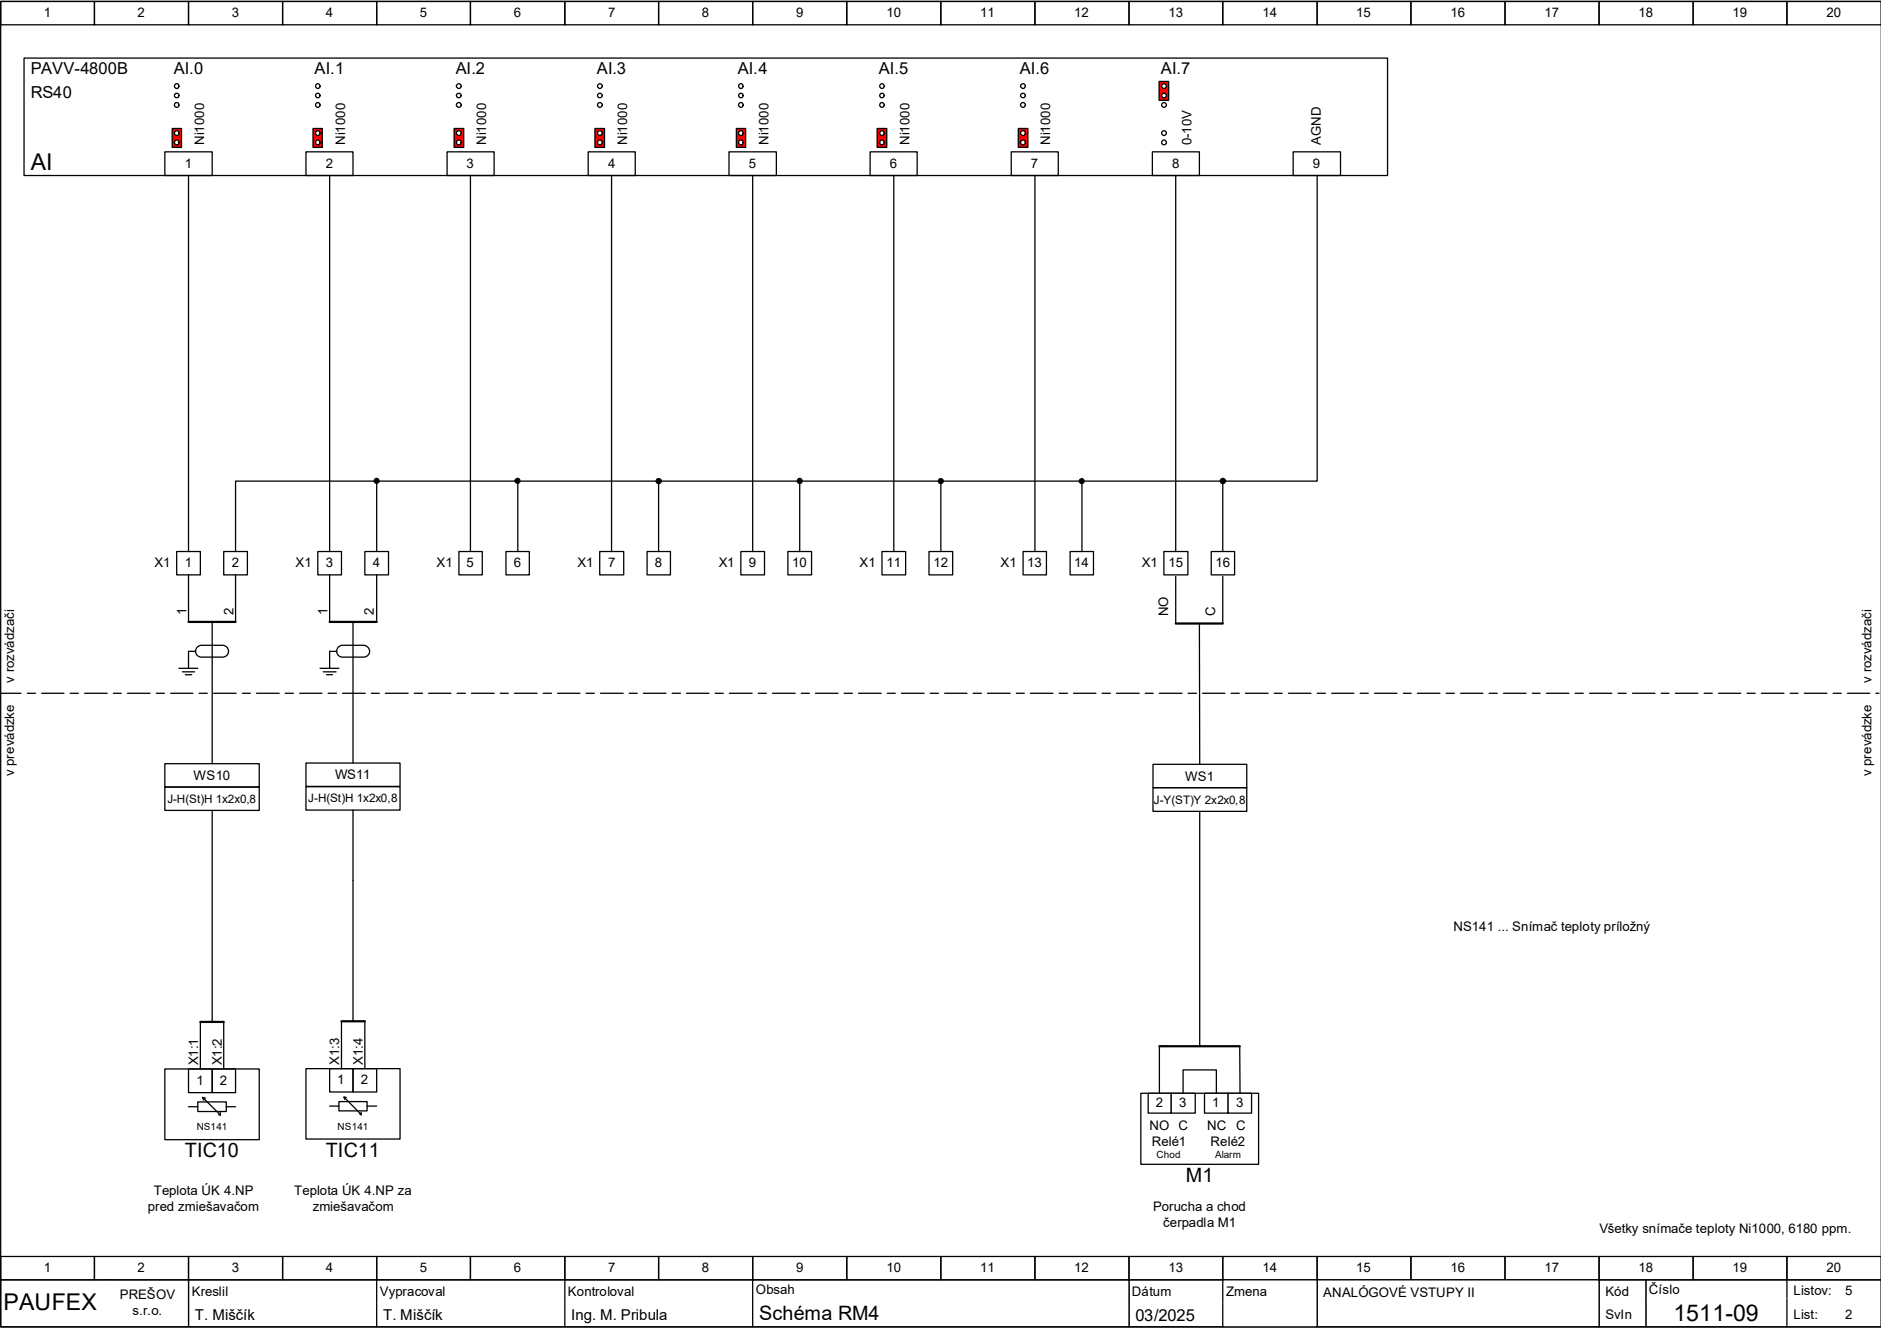 1 2 3 4 5 6 7 8 9 10 11 12 13 14 15 16 17 18 19 20
PAVV-4800B
RS40
AI
AI.0 AI.1 AI.2 AI.3 AI.4 AI.5 AI.6 AI.7
Ni1000 Ni1000 Ni1000 Ni1000 Ni1000 Ni1000 Ni1000 0-10V AGND
1 2 3 4 5 6 7 8 9
X1 1 2 X1 3 4 X1 5 6 X1 7 8 X1 9 10 X1 11 12 X1 13 14 X1 15 16
1 2 1 2 NO C
v rozvádzači
v rozvádzači
v prevádzke
v prevádzke
WS10 WS11 WS1
J-H(St)H 1x2x0,8 J-H(St)H 1x2x0,8 J-Y(ST)Y 2x2x0,8
NS141 ... Snímač teploty príložný
X1:1 X1:2 X1:3 X1:4
1 2 1 2
NS141 NS141
TIC10 TIC11
Teplota ÚK 4.NP
pred zmiešavačom
Teplota ÚK 4.NP za
zmiešavačom
2 3 1 3
NO C NC C
Relé1 Relé2
Chod Alarm
M1
Porucha a chod
čerpadla M1
Všetky snímače teploty Ni1000, 6180 ppm.
1 2 3 4 5 6 7 8 9 10 11 12 13 14 15 16 17 18 19 20
PAUFEX
PREŠOV
s.r.o.
Kreslil
T. Miščík
Vypracoval
T. Miščík
Kontroloval
Ing. M. Pribula
Obsah
Schéma RM4
Dátum
03/2025
Zmena
ANALÓGOVÉ VSTUPY II
Kód
Svln
Číslo
1511-09
Listov: 5
List: 2